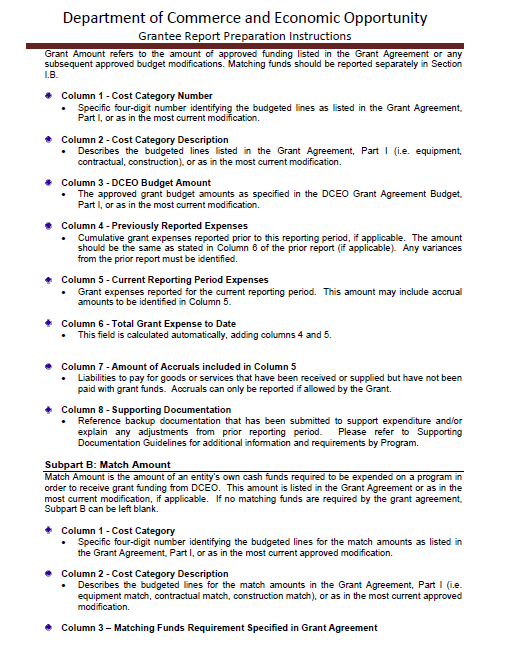 Department of Commerce and Economic Opportunity
Grantee Report Preparation Instructions
Grant Amount refers to the amount of approved funding listed in the Grant Agreement or any
subsequent approved budget modifications. Matching funds should be reported separately in Section
I.B.
Column 1 - Cost Category Number
• Specific four-digit number identifying the budgeted lines as listed in the Grant Agreement,
Part I, or as in the most current modification.
Column 2 - Cost Category Description
• Describes the budgeted lines listed in the Grant Agreement, Part I (i.e. equipment,
contractual, construction), or as in the most current modification.
Column 3 - DCEO Budget Amount
• The approved grant budget amounts as specified in the DCEO Grant Agreement Budget,
Part I, or as in the most current modification.
Column 4 - Previously Reported Expenses
• Cumulative grant expenses reported prior to this reporting period, if applicable. The amount
should be the same as stated in Column 6 of the prior report (if applicable). Any variances
from the prior report must be identified.
Column 5 - Current Reporting Period Expenses
• Grant expenses reported for the current reporting period. This amount may include accrual
amounts to be identified in Column 5.
Column 6 - Total Grant Expense to Date
• This field is calculated automatically, adding columns 4 and 5.
Column 7 - Amount of Accruals included in Column 5
• Liabilities to pay for goods or services that have been received or supplied but have not been
paid with grant funds. Accruals can only be reported if allowed by the Grant.
Column 8 - Supporting Documentation
• Reference backup documentation that has been submitted to support expenditure and/or
explain any adjustments from prior reporting period. Please refer to Supporting
Documentation Guidelines for additional information and requirements by Program.
Subpart B: Match Amount
Match Amount is the amount of an entity's own cash funds required to be expended on a program in
order to receive grant funding from DCEO. This amount is listed in the Grant Agreement or as in the
most current modification, if applicable. If no matching funds are required by the grant agreement,
Subpart B can be left blank.
Column 1 - Cost Category
• Specific four-digit number identifying the budgeted lines for the match amounts as listed in
the Grant Agreement, Part I, or as in the most current approved modification.
Column 2 - Cost Category Description
• Describes the budgeted lines for the match amounts in the Grant Agreement, Part I (i.e.
equipment match, contractual match, construction match), or as in the most current approved
modification.
Column 3 – Matching Funds Requirement Specified in Grant Agreement